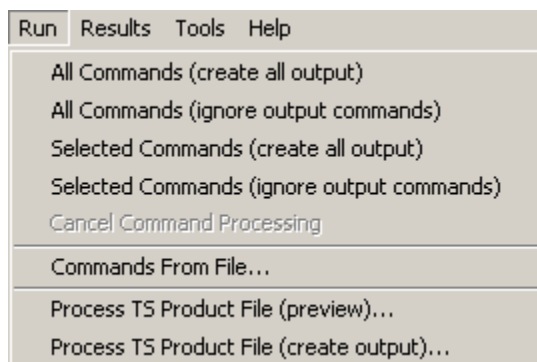 Run Results Tools Help
All Commands (create all output)
All Commands (ignore output commands)
Selected Commands (create all output)
Selected Commands (ignore output commands)
Cancel Command Processing
Commands From File...
Process TS Product File (preview)...
Process TS Product File (create output)...